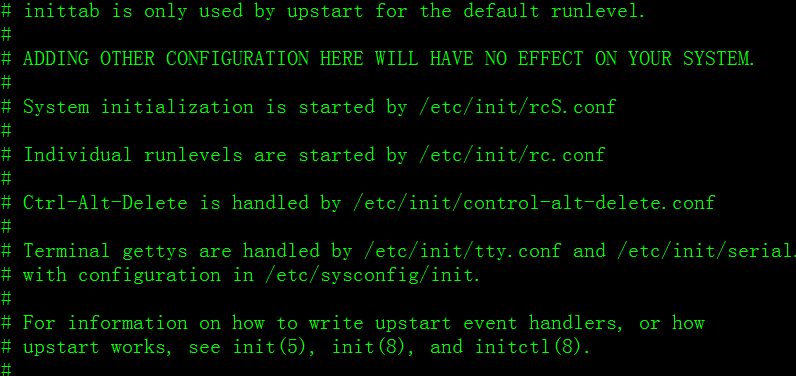 # inittab is only used by upstart for the default runlevel.
#
# ADDING OTHER CONFIGURATION HERE WILL HAVE NO EFFECT ON YOUR SYSTEM.
#
# System initialization is started by /etc/init/rcS.conf
#
# Individual runlevels are started by /etc/init/rc.conf
#
# Ctrl-Alt-Delete is handled by /etc/init/control-alt-delete.conf
#
# Terminal gettys are handled by /etc/init/tty.conf and /etc/init/serial.
# with configuration in /etc/sysconfig/init.
#
# For information on how to write upstart event handlers, or how
# upstart works, see init(5), init(8), and initctl(8).
#